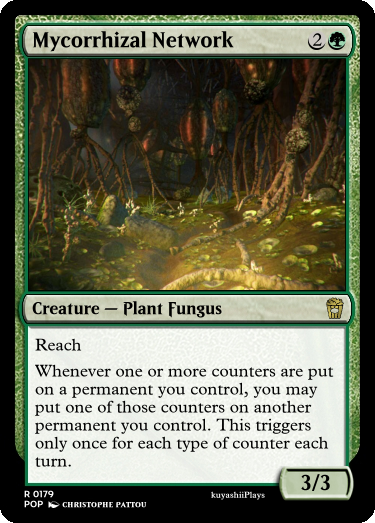 Mycorrhizal Network 2
Creature — Plant Fungus
Reach
Whenever one or more counters are put
on a permanent you control, you may
put one of those counters on another
permanent you control. This triggers
only once for each type of counter each
turn.
3/3
R 0179
POP CHRISTOPHE PATTOU
kuyashiiPlays